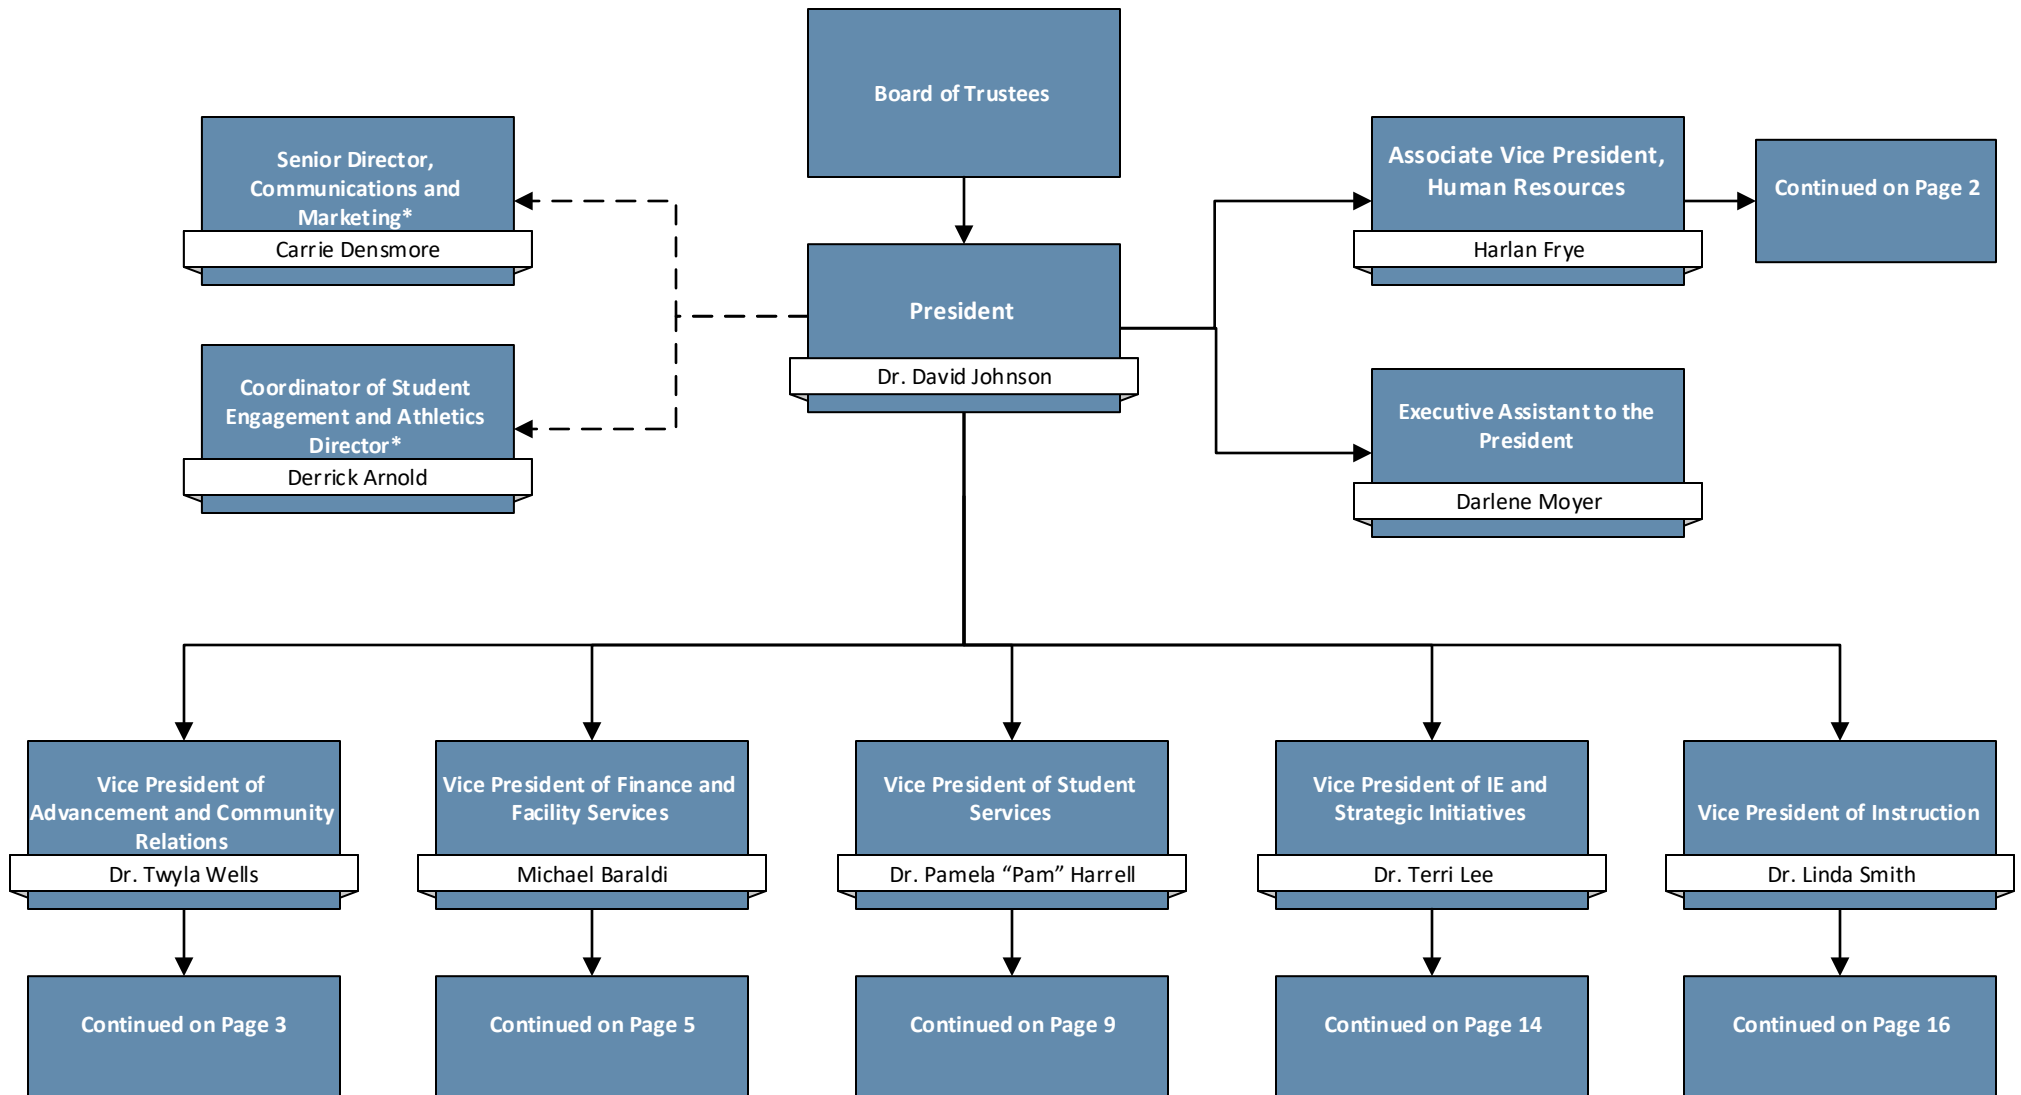 Board of Trustees
Senior Director,
Communications and
Marketing*
Carrie Densmore
Associate Vice President,
Human Resources
Harlan Frye
Continued on Page 2
President
Dr. David Johnson
Coordinator of Student
Engagement and Athletics
Director*
Derrick Arnold
Executive Assistant to the
President
Darlene Moyer
Vice President of
Advancement and Community
Relations
Dr. Twyla Wells
Vice President of Finance and
Facility Services
Michael Baraldi
Vice President of Student
Services
Dr. Pamela “Pam” Harrell
Vice President of IE and
Strategic Initiatives
Dr. Terri Lee
Vice President of Instruction
Dr. Linda Smith
Continued on Page 3
Continued on Page 5
Continued on Page 9
Continued on Page 14
Continued on Page 16